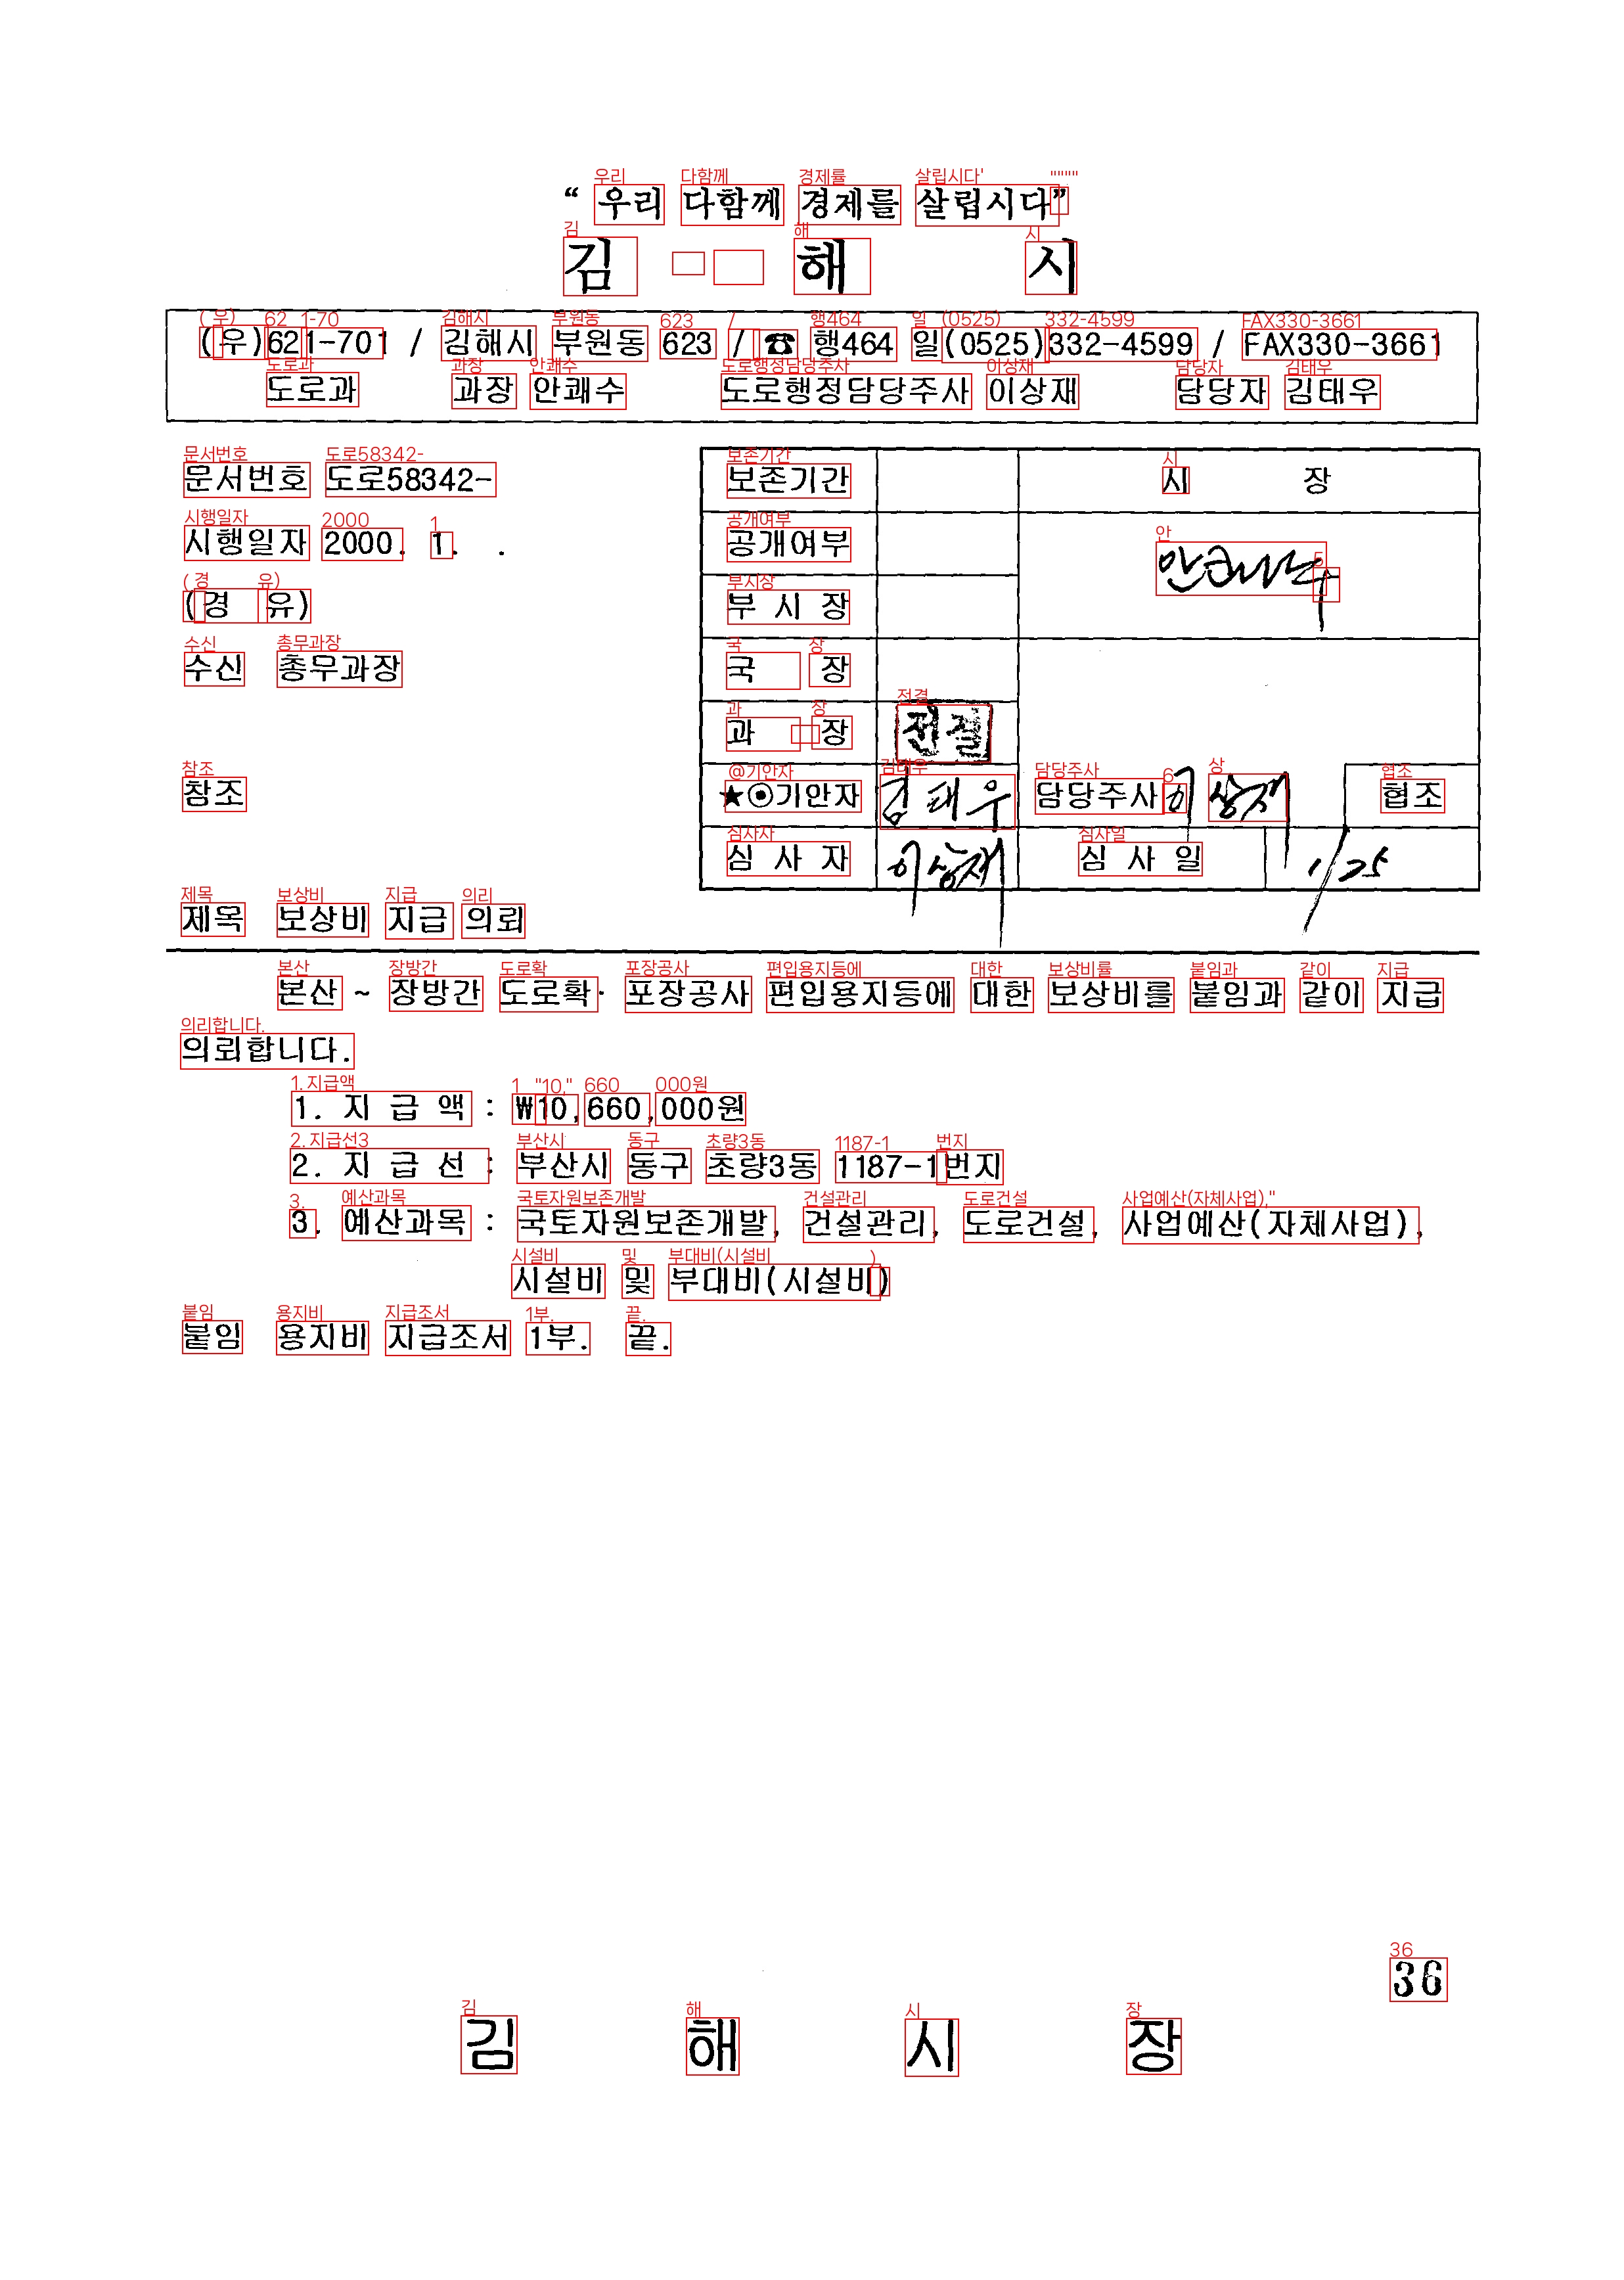 “ 우리 다함께 경제를 살립시다”
김 해 시
(우)621-701 / 김해시 부원동 623 / ☎ 행464 일(0525)332-4599 / FAX330-3661
도로과 과장 안쾌수 도로행정담당주사 이상재 담당자 김태우
문서번호 도로58342-
시행일자 2000. 1. .
(경 유)
수신 총무과장
참조
보존기간 시 장
공개여부 안쾌수
부 시 장
국 장
과 장 전결
★⊙기안자 김태우 담당주사 이상재 협조
심 사 자 이상재 심 사 일 1/25
제목 보상비 지급 의뢰
본산 ~ 장방간 도로확·포장공사 편입용지등에 대한 보상비를 붙임과 같이 지급
의뢰합니다.
1. 지 급 액 : ₩10,660,000원
2. 지 급 선 : 부산시 동구 초량3동 1187-1번지
3. 예산과목 : 국토자원보존개발, 건설관리, 도로건설, 사업예산(자체사업),
시설비 및 부대비(시설비)
붙임 용지비 지급조서 1부. 끝.
36
김 해 시 장